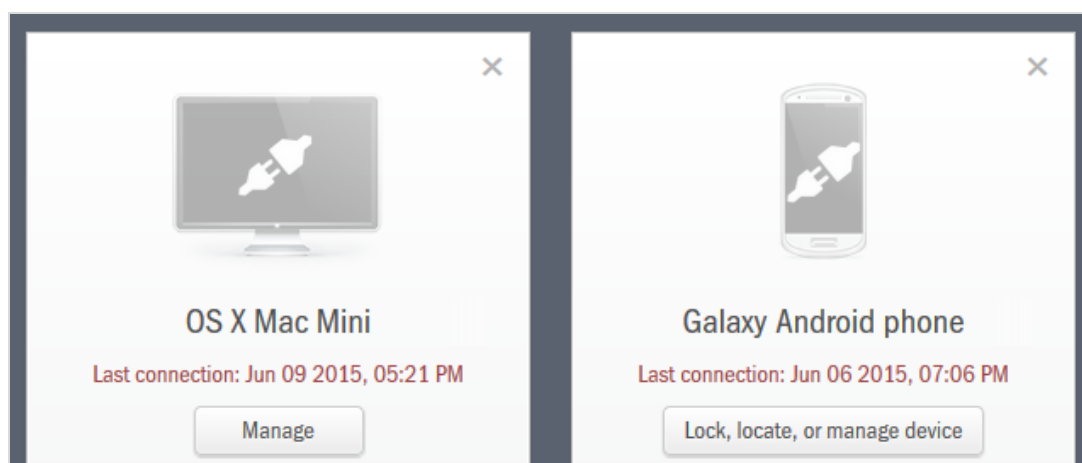 OS X Mac Mini
Last connection: Jun 09 2015, 05:21 PM
Manage
Galaxy Android phone
Last connection: Jun 06 2015, 07:06 PM
Lock, locate, or manage device